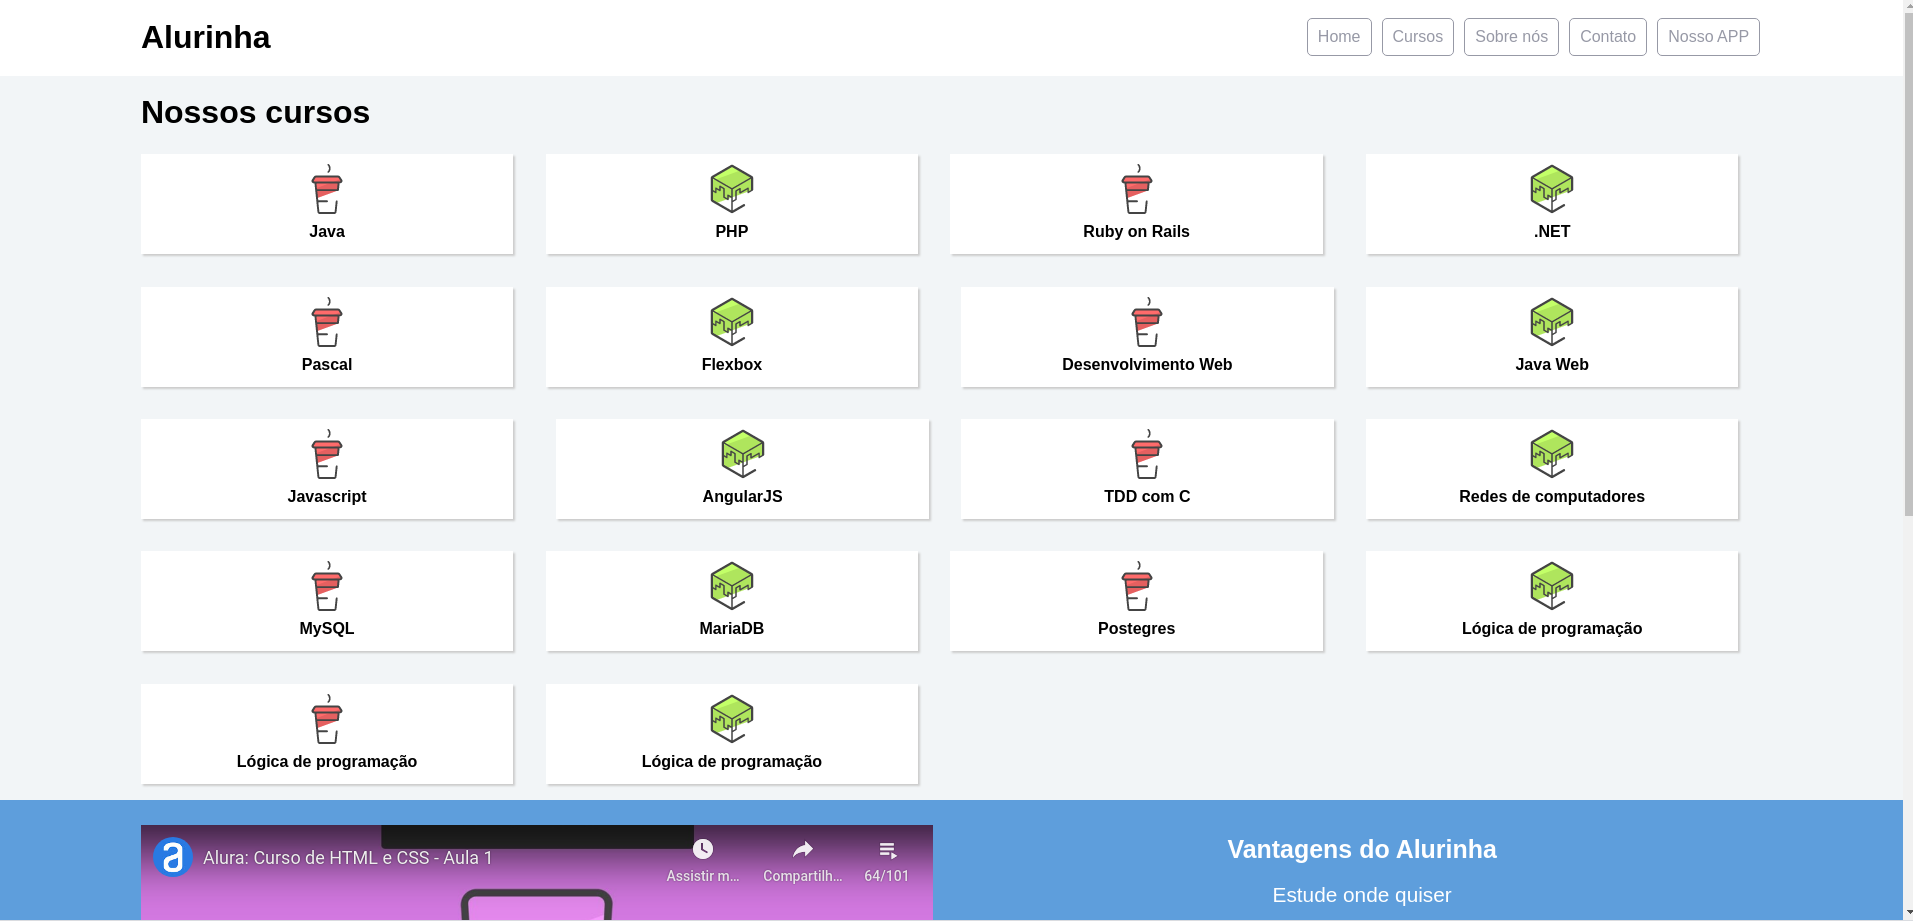 Alurinha
Home
Cursos
Sobre nós
Contato
Nosso APP
Nossos cursos
Java
PHP
Ruby on Rails
.NET
Pascal
Flexbox
Desenvolvimento Web
Java Web
Javascript
AngularJS
TDD com C
Redes de computadores
MySQL
MariaDB
Postegres
Lógica de programação
Lógica de programação
Lógica de programação
a
Alura: Curso de HTML e CSS - Aula 1
Assistir m...
Compartilh...
64/101
Vantagens do Alurinha
Estude onde quiser